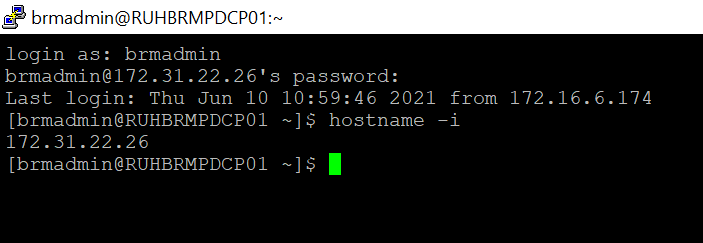 brmadmin@RUHBRMPDCP01:~
login as: brmadmin
brmadmin@172.31.22.26's password:
Last login: Thu Jun 10 10:59:46 2021 from 172.16.6.174
[brmadmin@RUHBRMPDCP01 ~]$ hostname -i
172.31.22.26
[brmadmin@RUHBRMPDCP01 ~]$